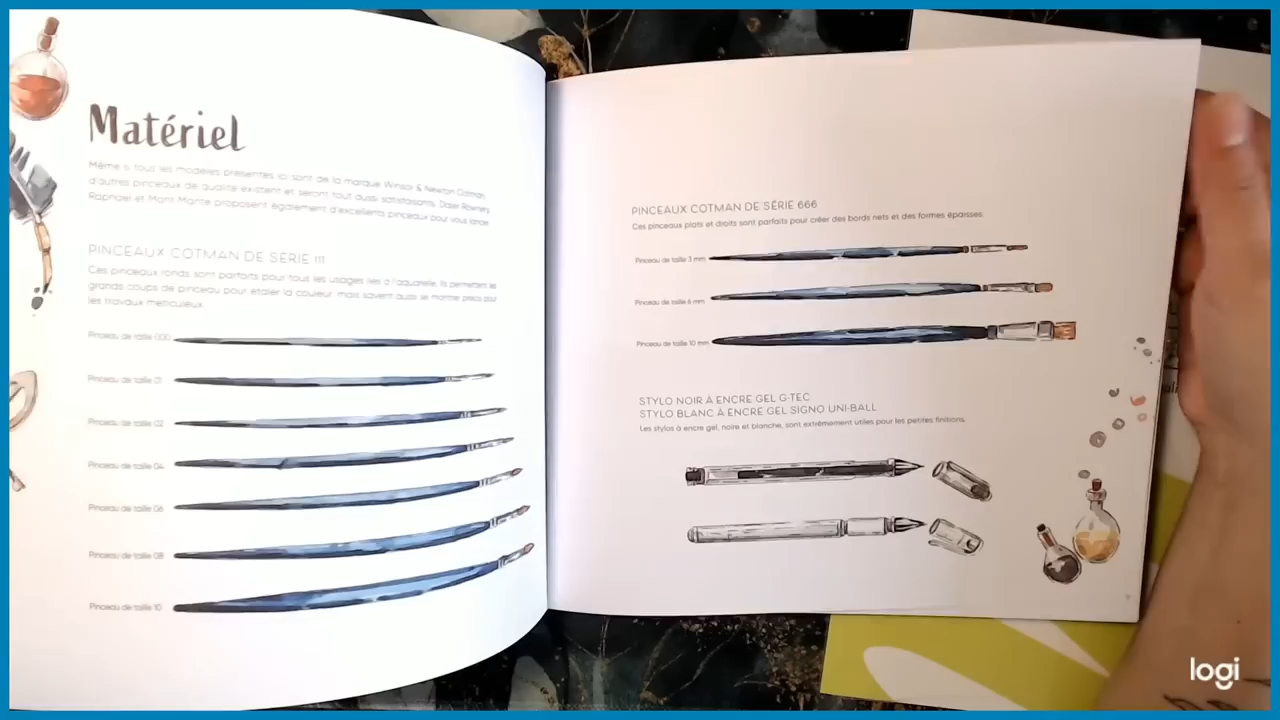 Matériel
Même si tous les modèles présentés ici sont de la marque Winsor & Newton Cotman,
d'autres pinceaux de qualité existent et seront tout aussi satisfaisants. Daler Rowney,
Raphael et Mont Marte proposent également d'excellents pinceaux pour vous lancer.
PINCEAUX COTMAN DE SÉRIE 111
Ces pinceaux ronds sont parfaits pour tous les usages liés à l'aquarelle. Ils permettent les
grands coups de pinceau pour étaler la couleur, mais savent aussi se montrer précis pour
les travaux méticuleux.
Pinceau de taille 000
Pinceau de taille 01
Pinceau de taille 02
Pinceau de taille 04
Pinceau de taille 06
Pinceau de taille 08
Pinceau de taille 10
PINCEAUX COTMAN DE SÉRIE 666
Ces pinceaux plats et droits sont parfaits pour créer des bords nets et des formes épaisses.
Pinceau de taille 3 mm
Pinceau de taille 6 mm
Pinceau de taille 10 mm
STYLO NOIR À ENCRE GEL G-TEC
STYLO BLANC À ENCRE GEL SIGNO UNI-BALL
Les stylos à encre gel, noire et blanche, sont extrêmement utiles pour les petites finitions.
logi